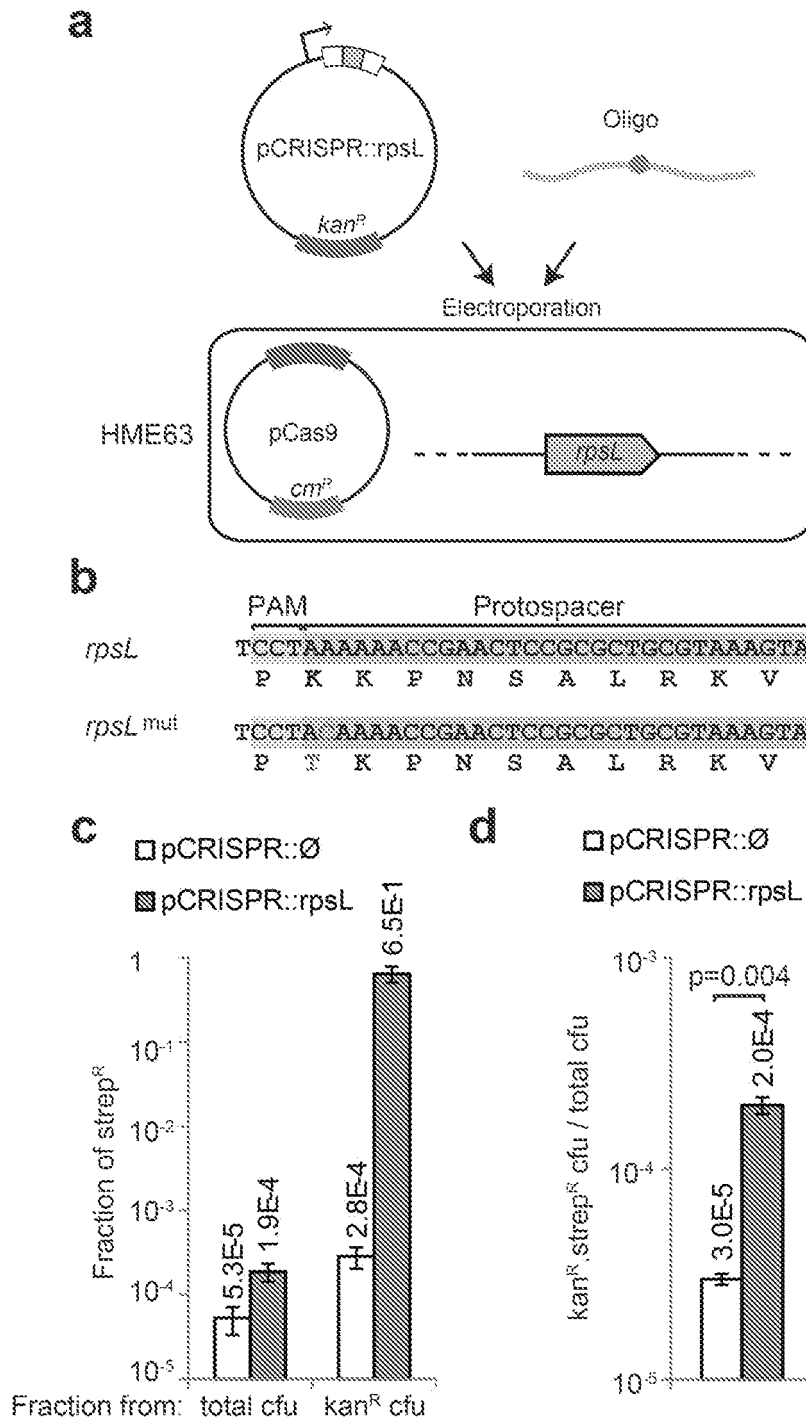 a
pCRISPR::rpsL
kanR
Oligo
Electroporation
HME63
pCas9
cmR
rpsL
b
PAM Protospacer
rpsL TCCTAAAAAACCGAACTCCGCGCTGCGTAAAGTA
P K K P N S A L R K V
rpsL mut TCCTACAAAACCGAACTCCGCGCTGCGTAAAGTA
P T K P N S A L R K V
c
pCRISPR::Ø
pCRISPR::rpsL
Fraction of strepR
1
10-1
10-2
10-3
10-4
10-5
5.3E-5
1.9E-4
2.8E-4
6.5E-1
Fraction from: total cfu kanR cfu
d
pCRISPR::Ø
pCRISPR::rpsL
kanR,strepR cfu / total cfu
10-3
10-4
10-5
p=0.004
3.0E-5
2.0E-4